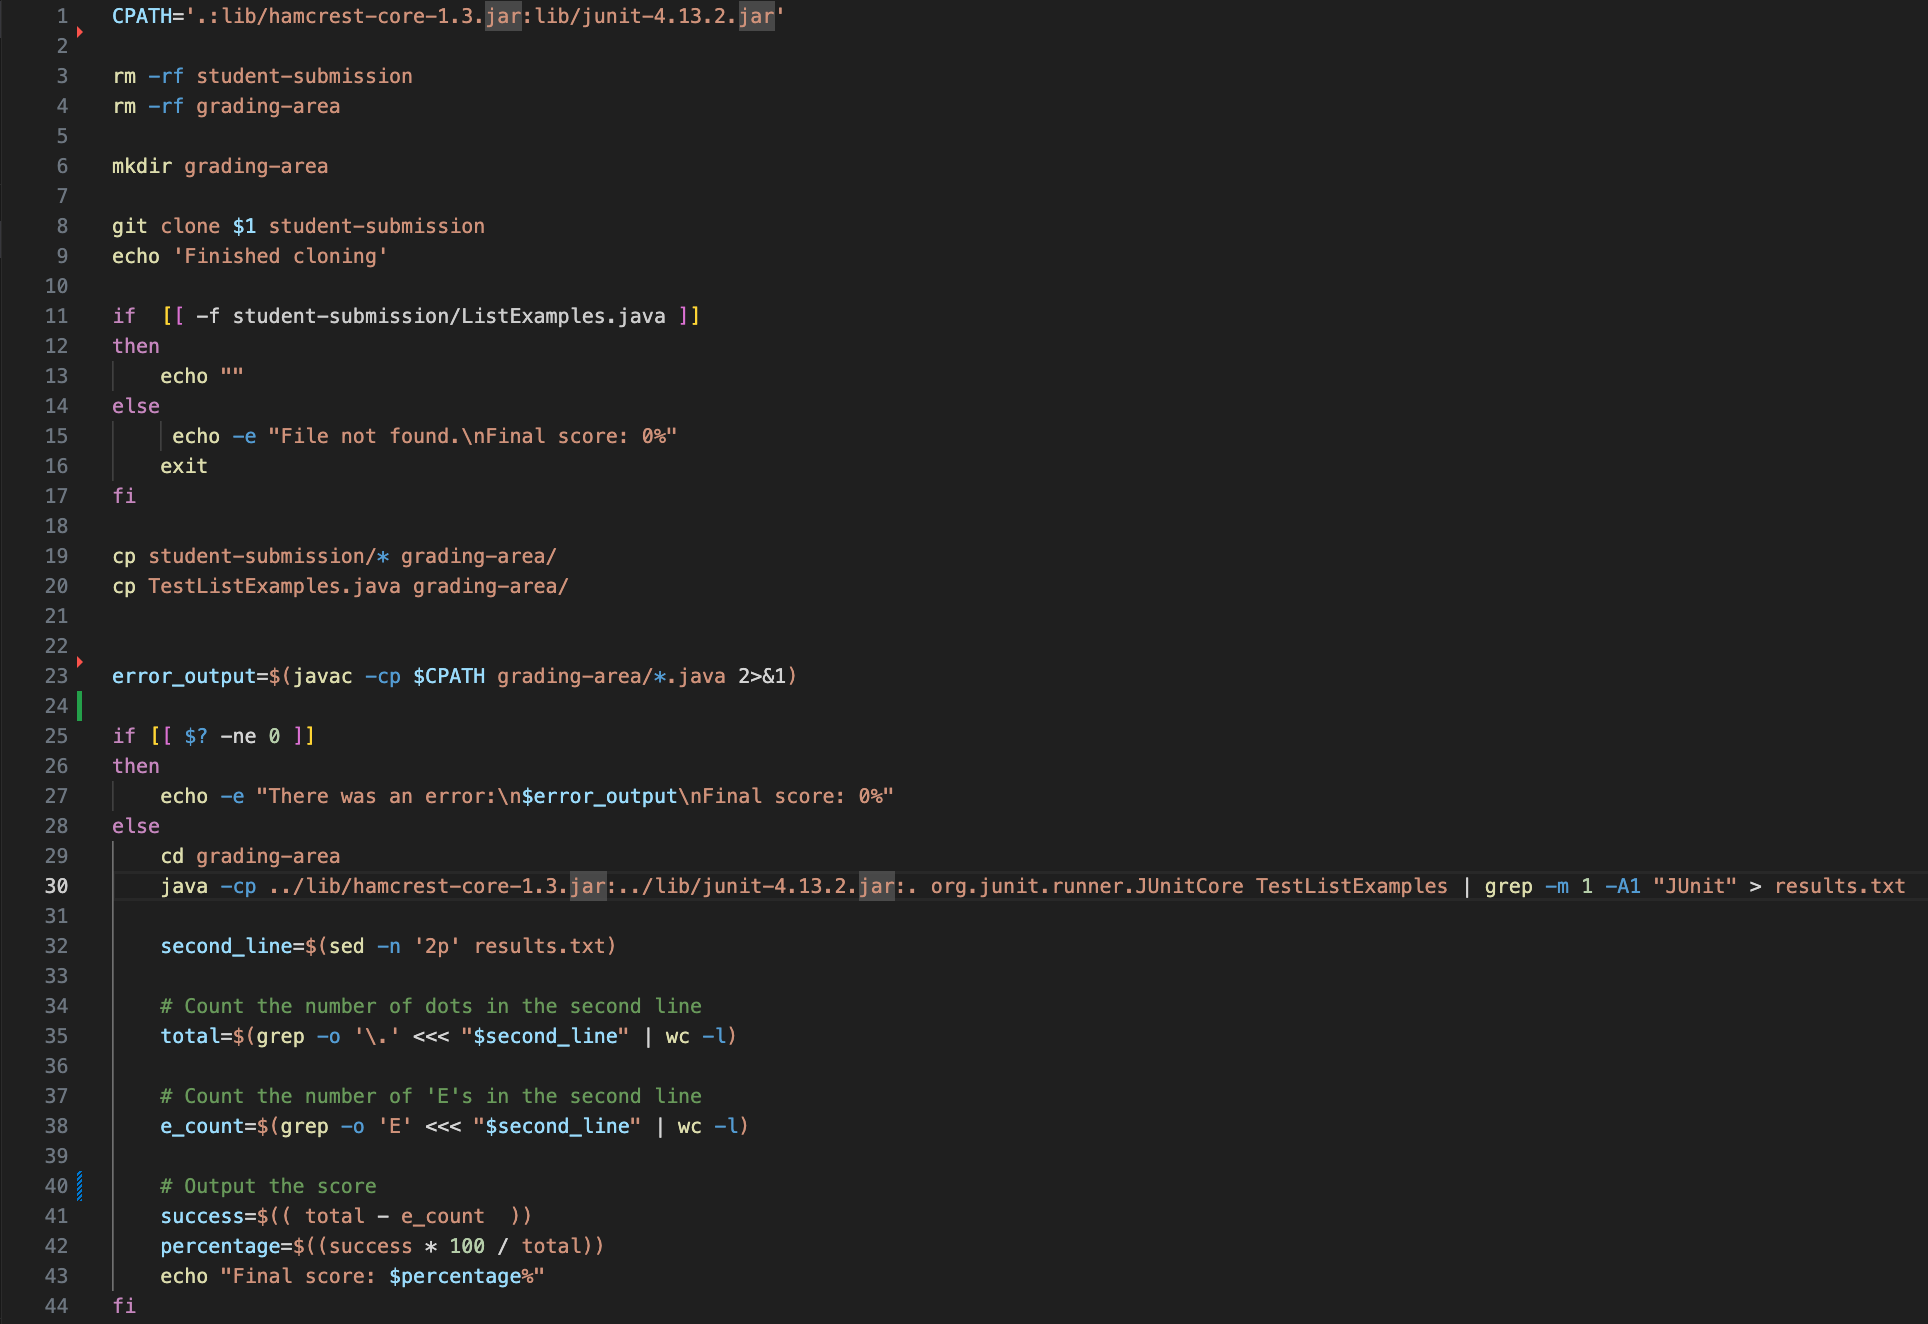 1 CPATH='.:lib/hamcrest-core-1.3.jar:lib/junit-4.13.2.jar'
2
3 rm -rf student-submission
4 rm -rf grading-area
5
6 mkdir grading-area
7
8 git clone $1 student-submission
9 echo 'Finished cloning'
10
11 if  [[ -f student-submission/ListExamples.java ]]
12 then
13     echo ""
14 else
15      echo -e "File not found.\nFinal score: 0%"
16     exit
17 fi
18
19 cp student-submission/* grading-area/
20 cp TestListExamples.java grading-area/
21
22
23 error_output=$(javac -cp $CPATH grading-area/*.java 2>&1)
24
25 if [[ $? -ne 0 ]]
26 then
27     echo -e "There was an error:\n$error_output\nFinal score: 0%"
28 else
29     cd grading-area
30     java -cp ../lib/hamcrest-core-1.3.jar:../lib/junit-4.13.2.jar:. org.junit.runner.JUnitCore TestListExamples | grep -m 1 -A1 "JUnit" > results.txt
31
32     second_line=$(sed -n '2p' results.txt)
33
34     # Count the number of dots in the second line
35     total=$(grep -o '\.' <<< "$second_line" | wc -l)
36
37     # Count the number of 'E's in the second line
38     e_count=$(grep -o 'E' <<< "$second_line" | wc -l)
39
40     # Output the score
41     success=$(( total - e_count  ))
42     percentage=$((success * 100 / total))
43     echo "Final score: $percentage%"
44 fi